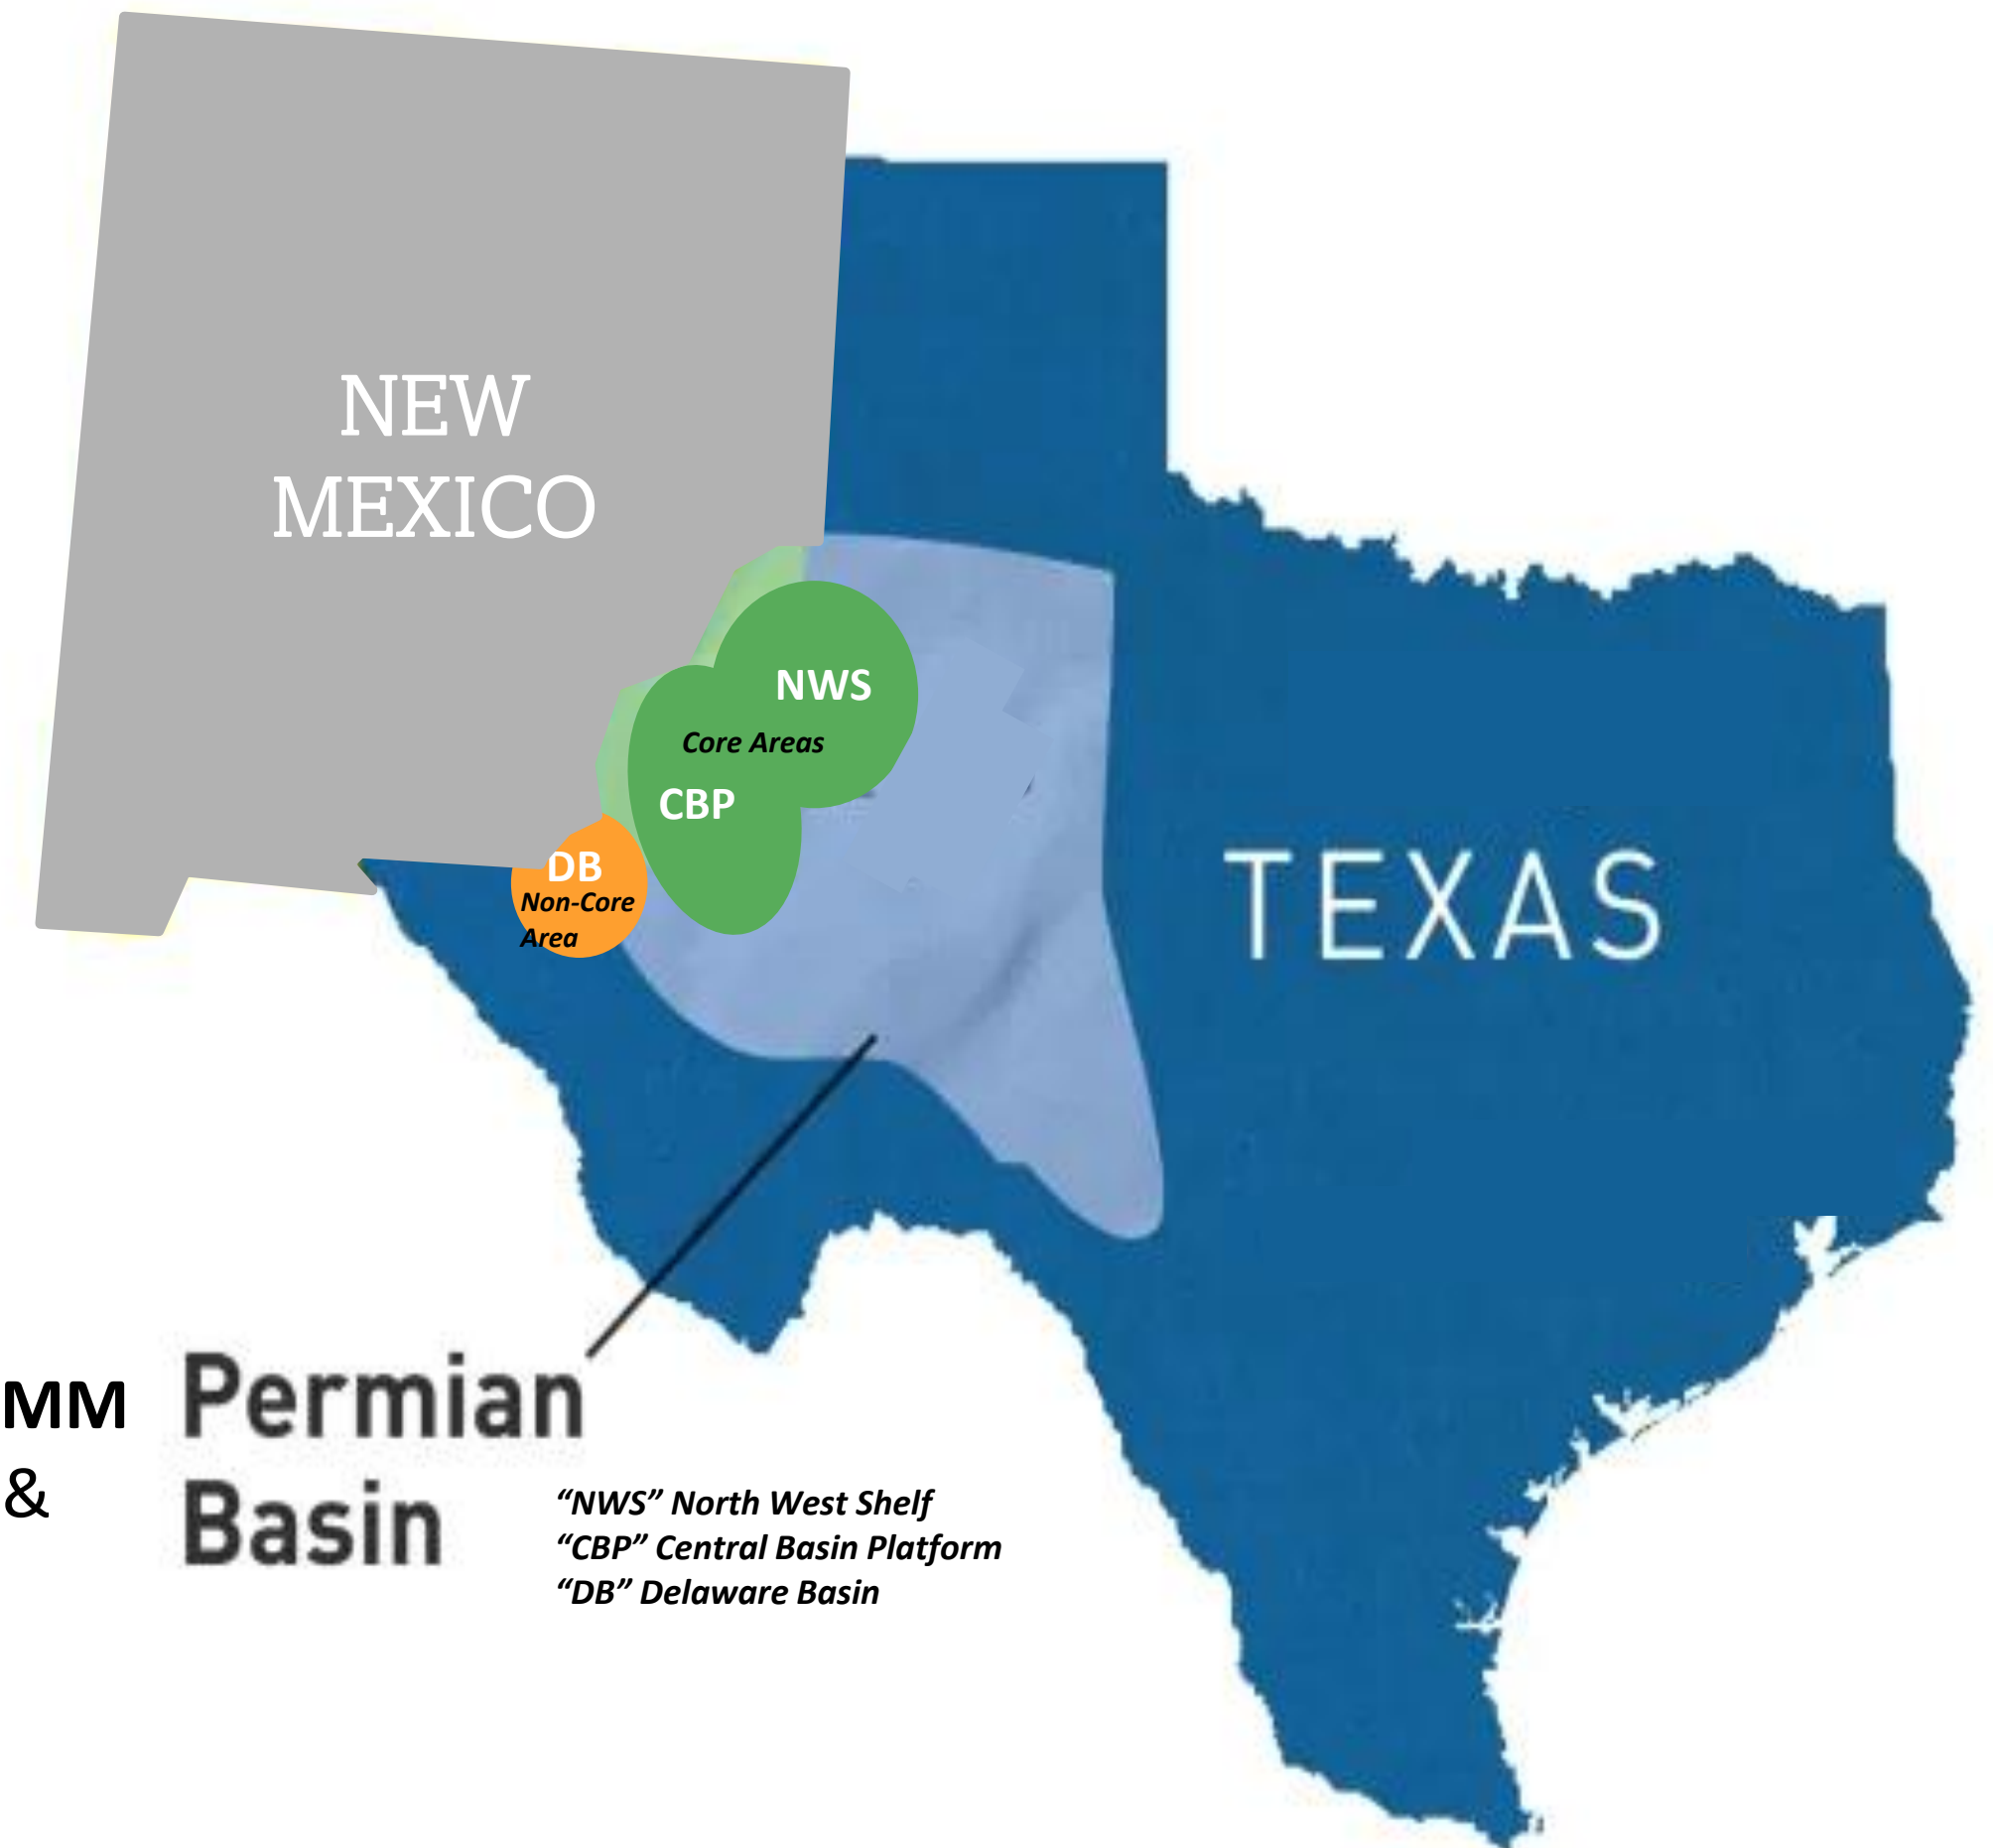 NEW
MEXICO
NWS
Core Areas
CBP
DB
Non-Core
Area
TEXAS
MM
&
Permian
Basin
“NWS” North West Shelf
“CBP” Central Basin Platform
“DB” Delaware Basin